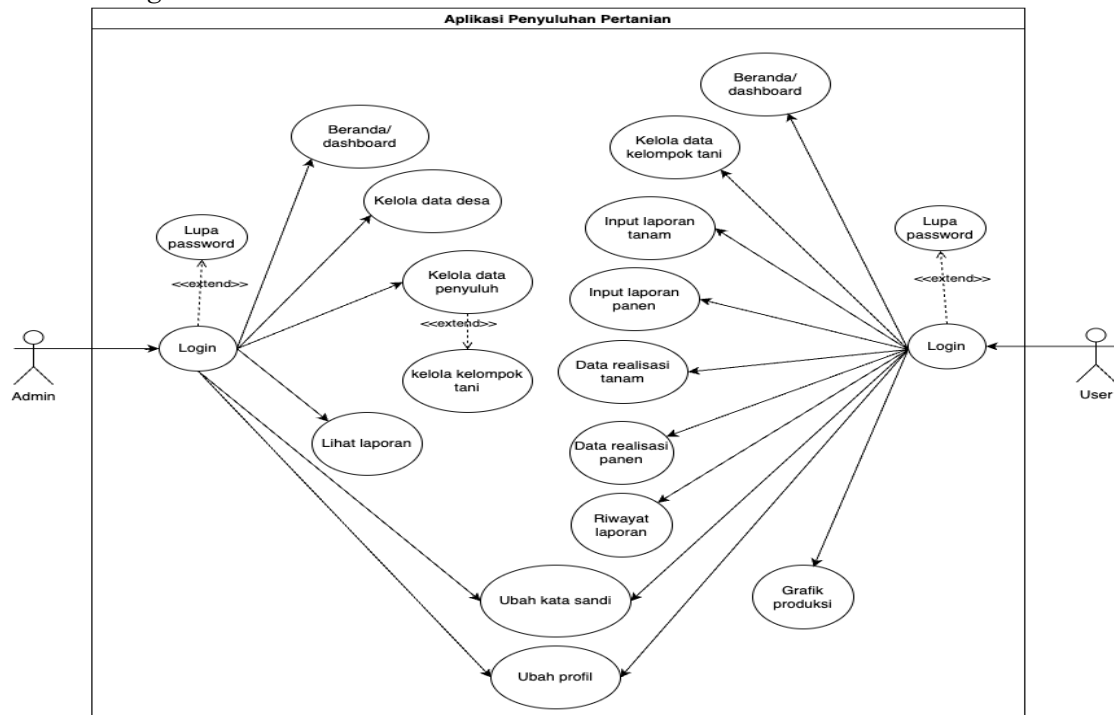 Aplikasi Penyuluhan Pertanian
Beranda/
dashboard
Kelola data desa
Lupa
password
<<extend>>
Kelola data
penyuluh
<<extend>>
Login
kelola kelompok
tani
Admin
Lihat laporan
Beranda/
dashboard
Kelola data
kelompok tani
Input laporan
tanam
Lupa
password
<<extend>>
Input laporan
panen
Login
Data realisasi
tanam
User
Data realisasi
panen
Riwayat
laporan
Grafik
produksi
Ubah kata sandi
Ubah profil